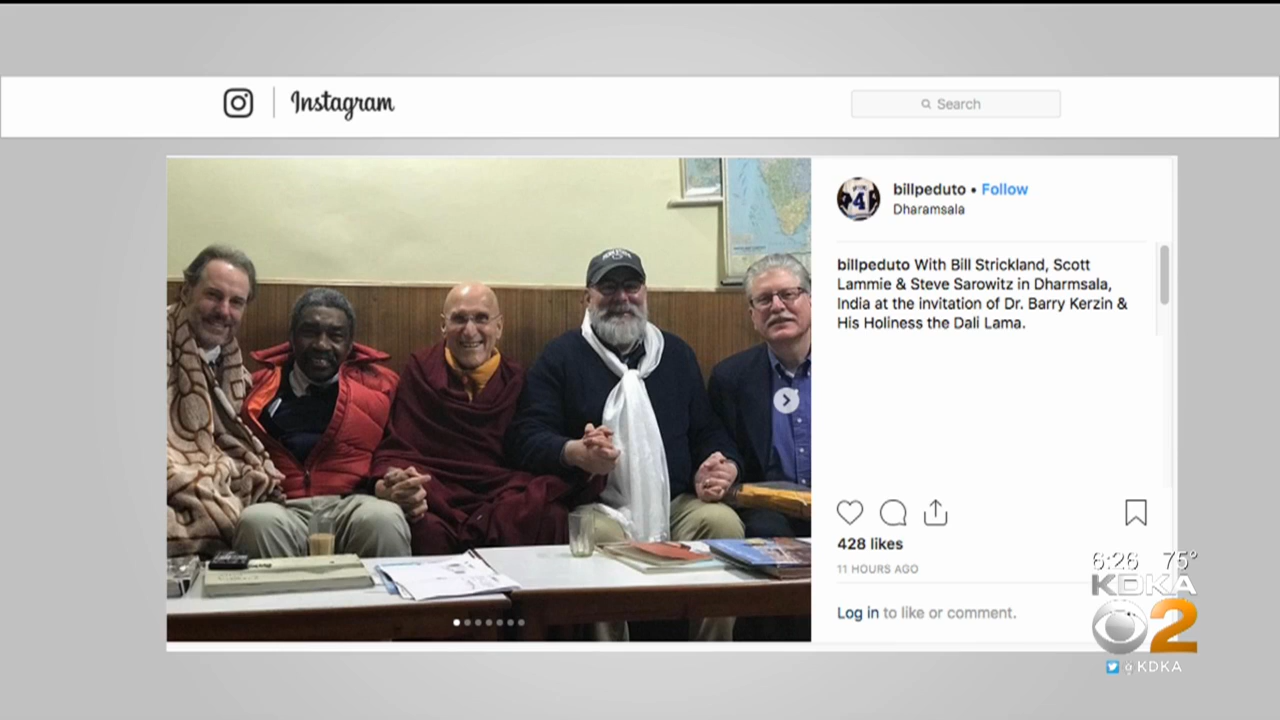 Instagram
Search
billpeduto • Follow
Dharamsala
billpeduto With Bill Strickland, Scott
Lammie & Steve Sarowitz in Dharmsala,
India at the invitation of Dr. Barry Kerzin &
His Holiness the Dali Lama.
428 likes
11 HOURS AGO
Log in to like or comment.
6:26 75°
KDKA
2
@KDKA